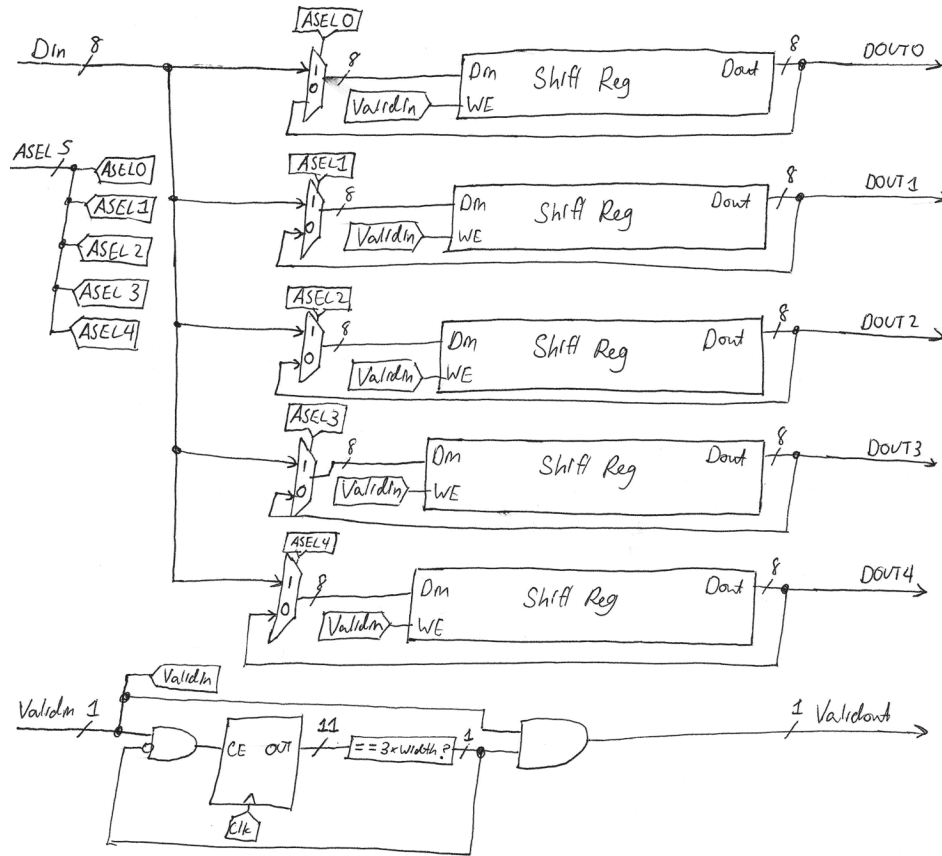 ASEL0
Din 8
8
Din
Shift Reg
Dout
8
DOUT0
1
0
ValidIn
WE
ASEL 5
ASEL0
ASEL1
ASEL 2
ASEL 3
ASEL4
ASEL1
1
0
8
Din
Shift Reg
Dout
8
DOUT1
ValidIn
WE
ASEL2
1
0
8
Din
Shift Reg
Dout
8
DOUT2
ValidIn
WE
ASEL3
1
0
8
Din
Shift Reg
Dout
8
DOUT3
ValidIn
WE
ASEL4
1
0
8
Din
Shift Reg
Dout
8
DOUT4
ValidIn
WE
ValidIn 1
ValidIn
CE OUT
11
==3×Width?
1
1 Validout
Clk